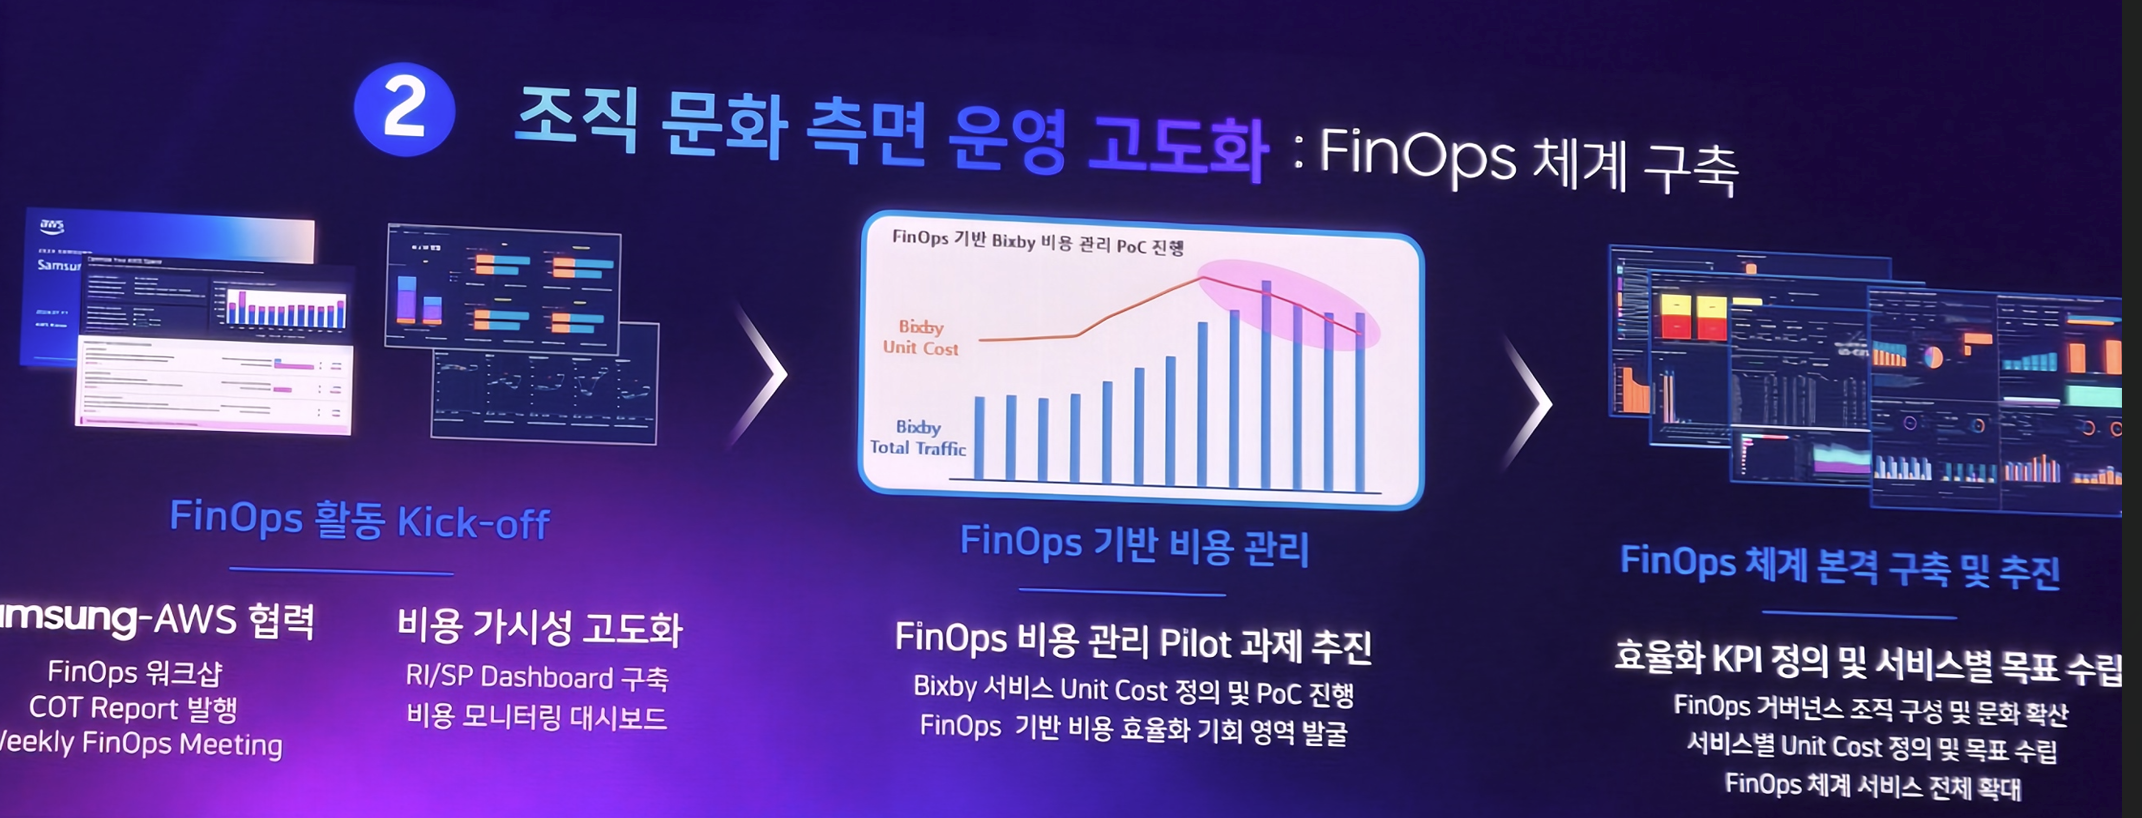 2
조직 문화 측면 운영 고도화 : FinOps 체계 구축
aws
FinOps 기반 Bixby 비용 관리 PoC 진행
Bixby
Unit Cost
Bixby
Total Traffic
FinOps 활동 Kick-off
amsung-AWS 협력
FinOps 워크샵
COT Report 발행
Weekly FinOps Meeting
비용 가시성 고도화
RI/SP Dashboard 구축
비용 모니터링 대시보드
FinOps 기반 비용 관리
FinOps 비용 관리 Pilot 과제 추진
Bixby 서비스 Unit Cost 정의 및 PoC 진행
FinOps 기반 비용 효율화 기회 영역 발굴
FinOps 체계 본격 구축 및 추진
효율화 KPI 정의 및 서비스별 목표 수립
FinOps 거버넌스 조직 구성 및 문화 확산
서비스별 Unit Cost 정의 및 목표 수립
FinOps 체계 서비스 전체 확대